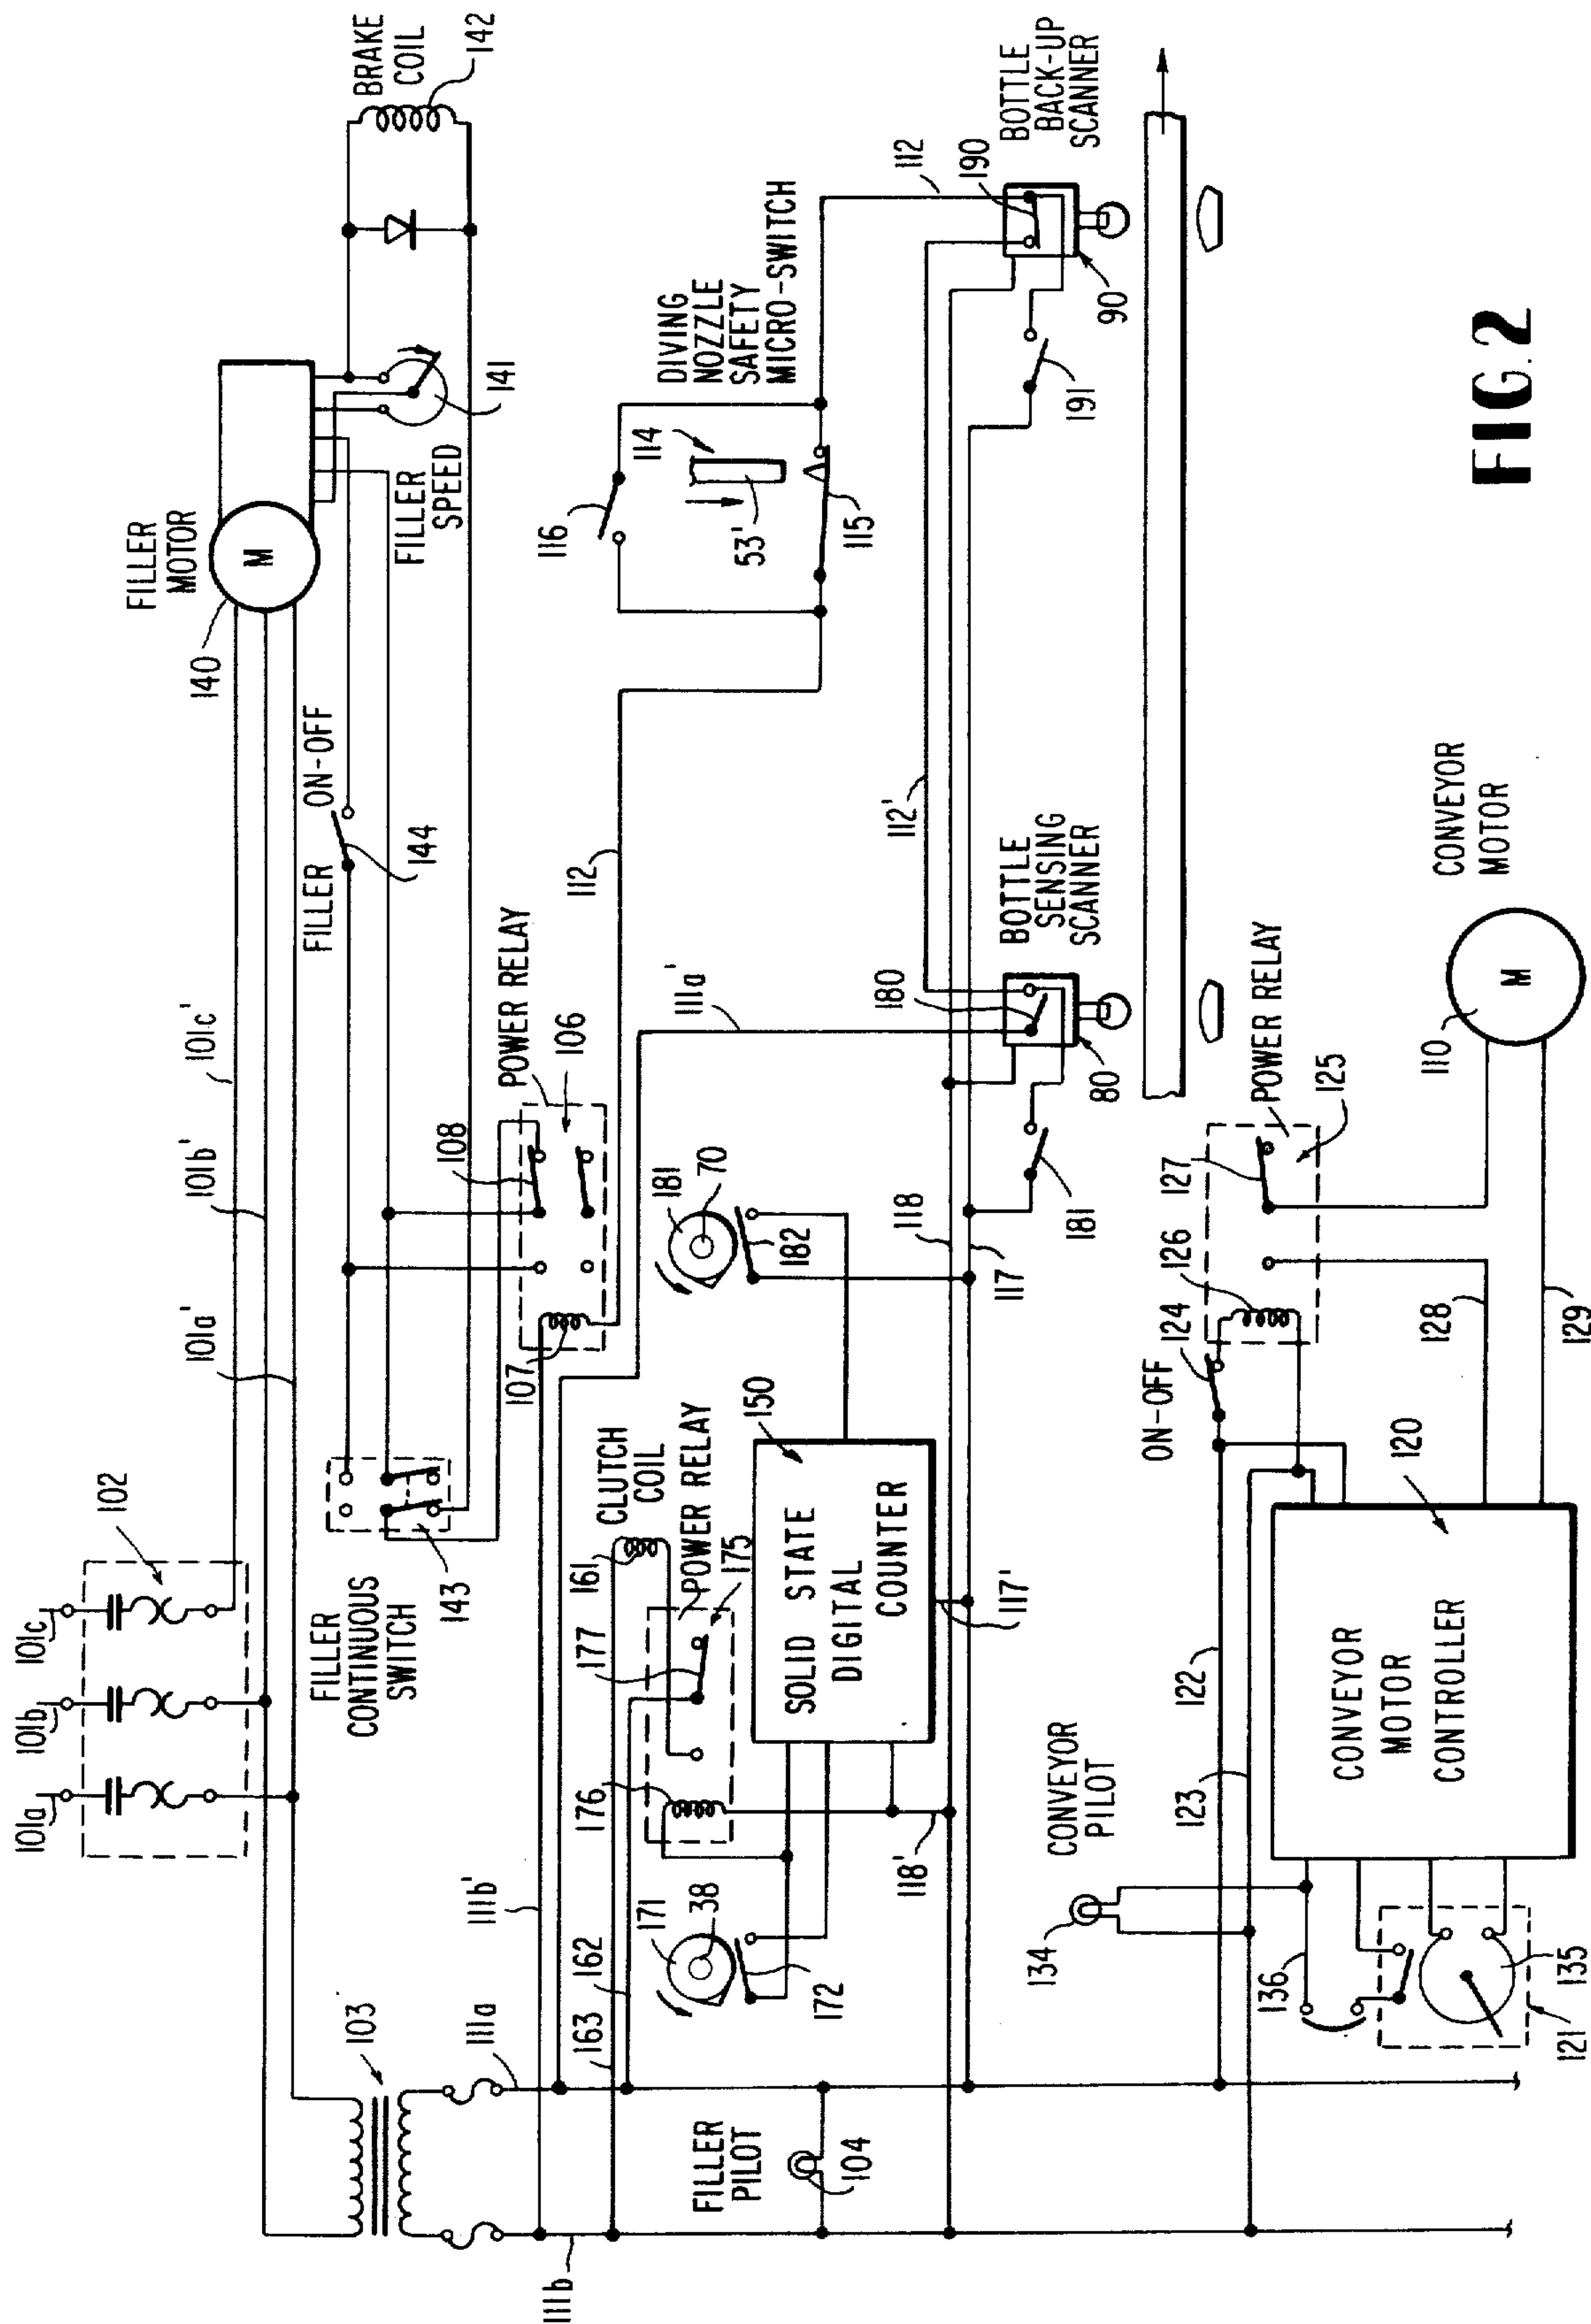 101a
101b
101c
102
101a'
101b'
101c'
FILLER
MOTOR
140
M
BRAKE
COIL
142
FILLER ON-OFF
144
141
FILLER
SPEED
FILLER
CONTINUOUS
SWITCH
143
103
111a
111b
111b'
POWER RELAY
106
108
107
112
111a'
116
114
53'
115
DIVING
NOZZLE
SAFETY
MICRO-SWITCH
112
163
162
161
CLUTCH
COIL
POWER RELAY
175
177
176
171
38
172
150
SOLID STATE
DIGITAL
COUNTER
181
70
182
118'
117'
118
117
FILLER
PILOT
104
112'
BOTTLE
SENSING
SCANNER
180
80
181
BOTTLE
BACK-UP
SCANNER
190
90
191
CONVEYOR
PILOT
134
122
123
ON-OFF
124
126
127
POWER RELAY
125
128
129
136
121
135
CONVEYOR
MOTOR
CONTROLLER
120
110
M
CONVEYOR
MOTOR
FIG. 2